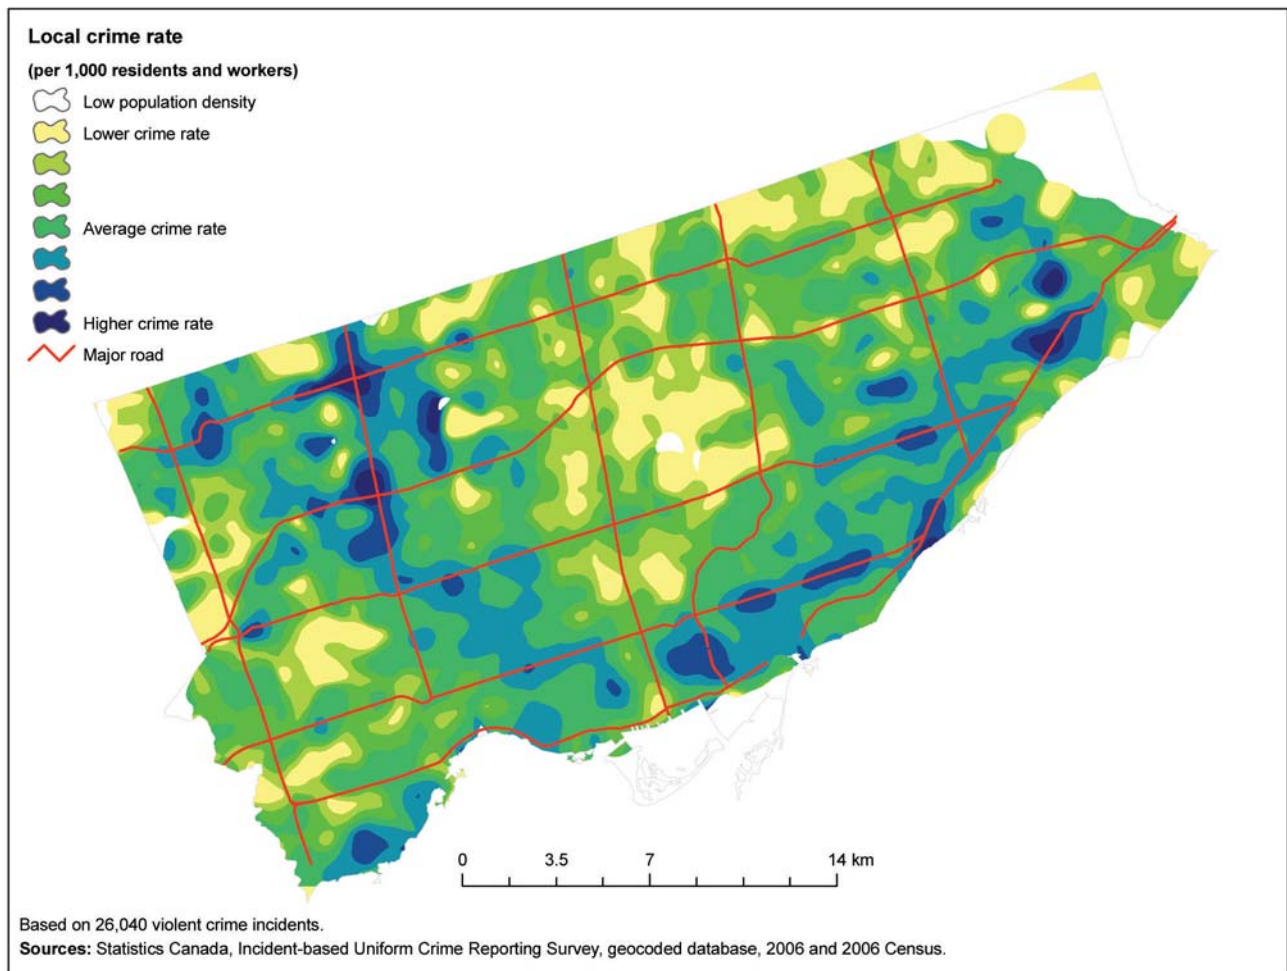 Local crime rate
(per 1,000 residents and workers)
Low population density
Lower crime rate
Average crime rate
Higher crime rate
Major road
0 3.5 7 14 km
Based on 26,040 violent crime incidents.
Sources: Statistics Canada, Incident-based Uniform Crime Reporting Survey, geocoded database, 2006 and 2006 Census.